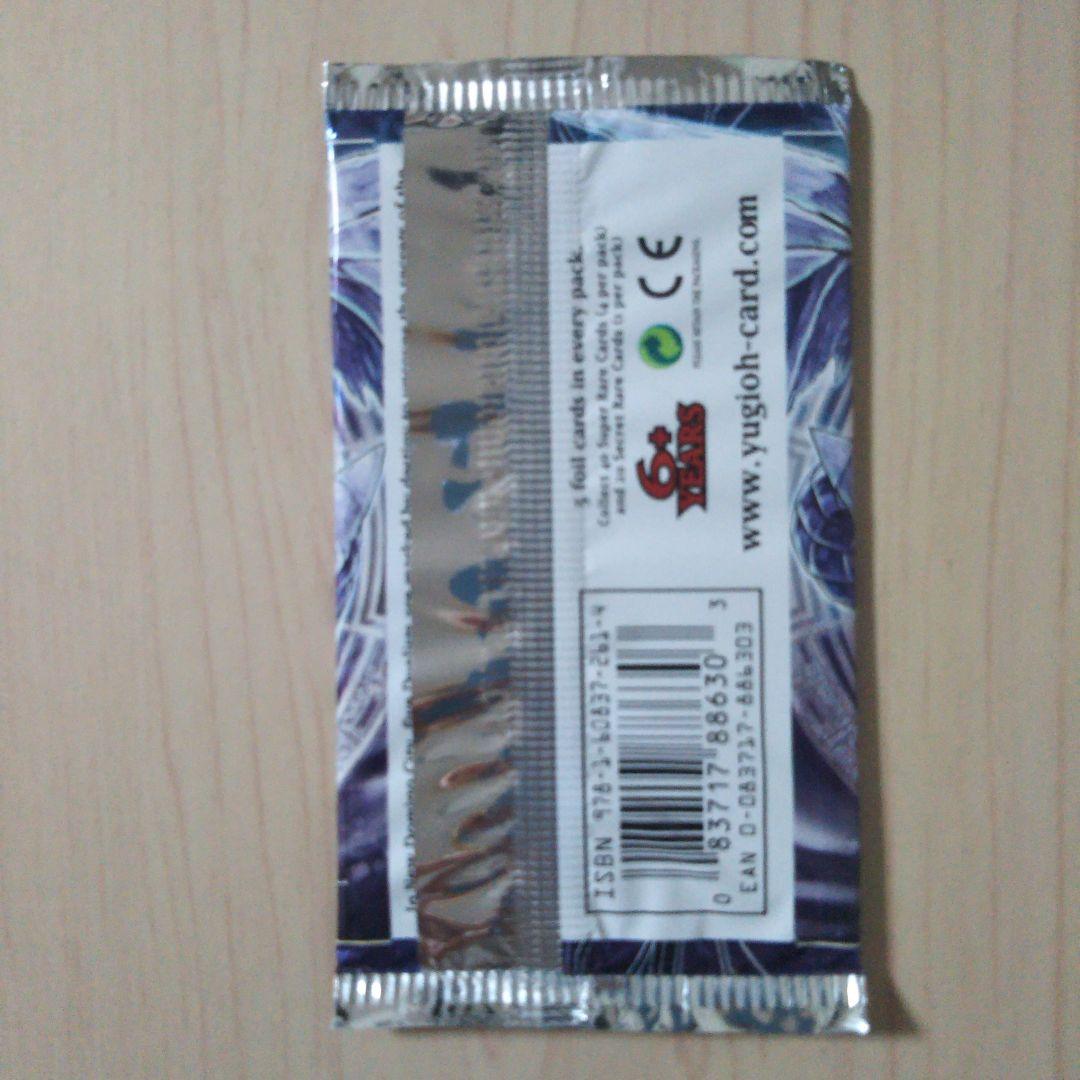 5 foil cards in every pack.
Collect 40 Super Rare Cards (4 per pack)
and 20 Secret Rare Cards (1 per pack)
6+
YEARS
CE
www.yugioh-card.com
ISBN 978-1-60837-261-4
0 83717 88630 3
EAN 0-083717-886303